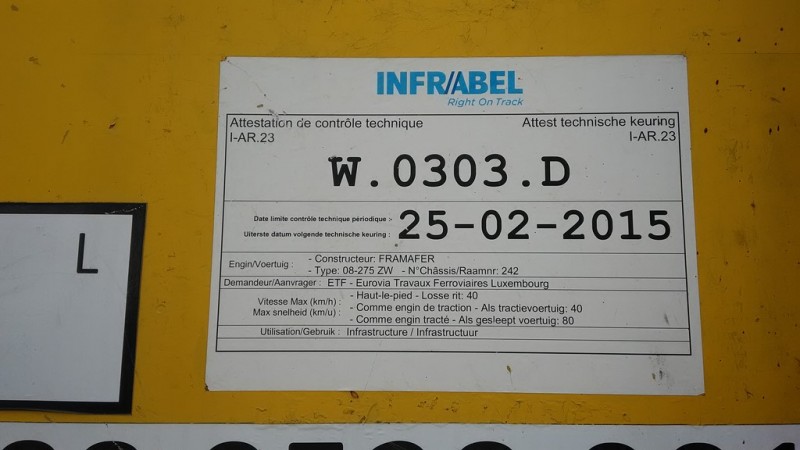 INFRABEL
Right On Track
Attestation de contrôle technique Attest technische keuring
I-AR.23 I-AR.23
W.0303.D
Date limite contrôle technique périodique :-
Uiterste datum volgende technische keuring :
25-02-2015
Engin/Voertuig : - Constructeur: FRAMAFER
- Type: 08-275 ZW - N°Châssis/Raamnr: 242
Demandeur/Aanvrager : ETF - Eurovia Travaux Ferroviaires Luxembourg
Vitesse Max (km/h) : - Haut-le-pied - Losse rit: 40
Max snelheid (km/u) : - Comme engin de traction - Als tractievoertuig: 40
- Comme engin tracté - Als gesleept voertuig: 80
Utilisation/Gebruik : Infrastructure / Infrastructuur
L